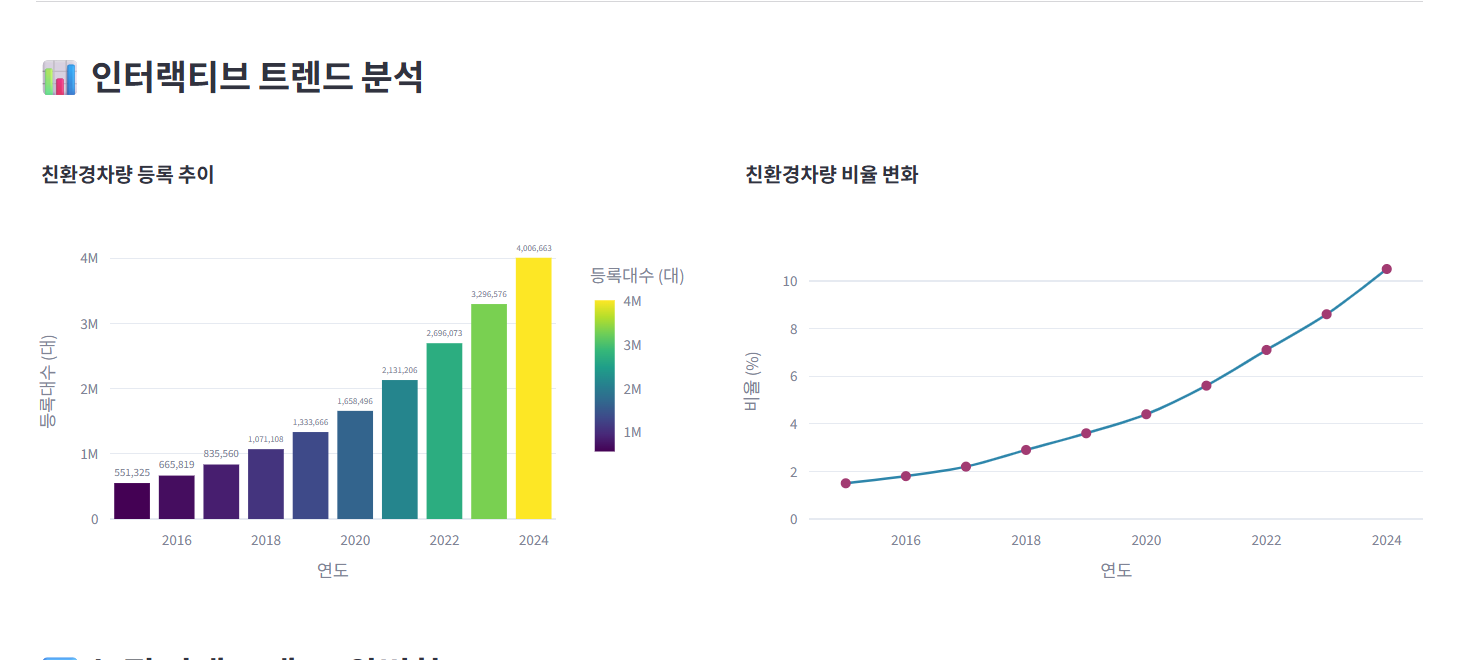 인터랙티브 트렌드 분석
친환경차량 등록 추이
4,006,663
4M
3,296,576
3M
2,696,073
2,131,206
2M
1,658,496
1,333,666
1,071,108
1M
835,560
665,819
551,325
0
등록대수 (대)
2016 2018 2020 2022 2024
연도
등록대수 (대)
4M
3M
2M
1M
친환경차량 비율 변화
10
8
6
4
2
0
비율 (%)
2016 2018 2020 2022 2024
연도